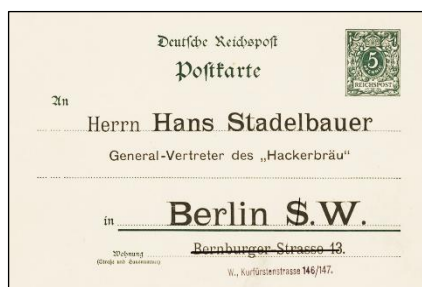 Deutsche Reichspost
Postkarte
5
REICHSPOST
An
Herrn Hans Stadelbauer
General-Vertreter des „Hackerbräu"
in Berlin S.W.
Wohnung
(Straße und Hausnummer)
Bernburger Strasse 13.
W., Kurfürstenstrasse 146/147.